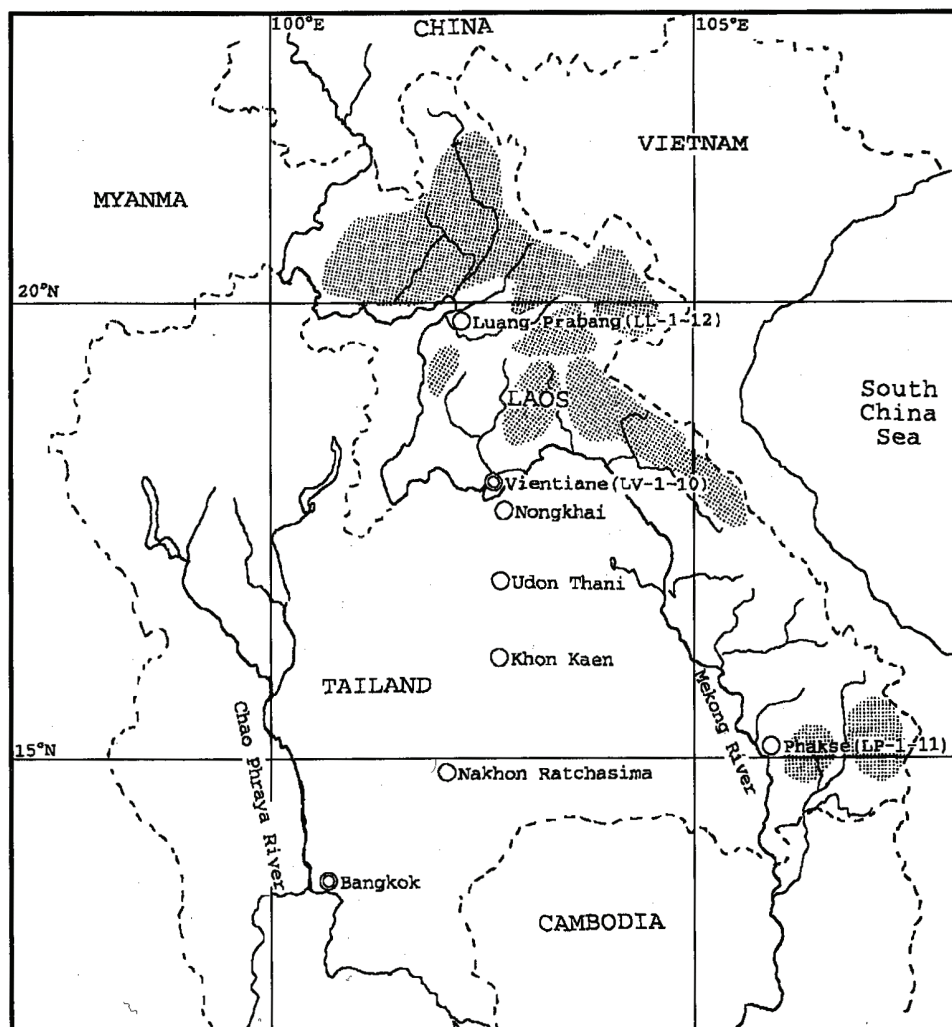 100°E
105°E
CHINA
VIETNAM
MYANMA
20°N
Luang Prabang(LL-1~12)
LAOS
South
China
Sea
Vientiane(LV-1~10)
Nongkhai
Udon Thani
Khon Kaen
TAILAND
Mekong River
Chao Phraya River
Phakse(LP-1~11)
15°N
Nakhon Ratchasima
Bangkok
CAMBODIA